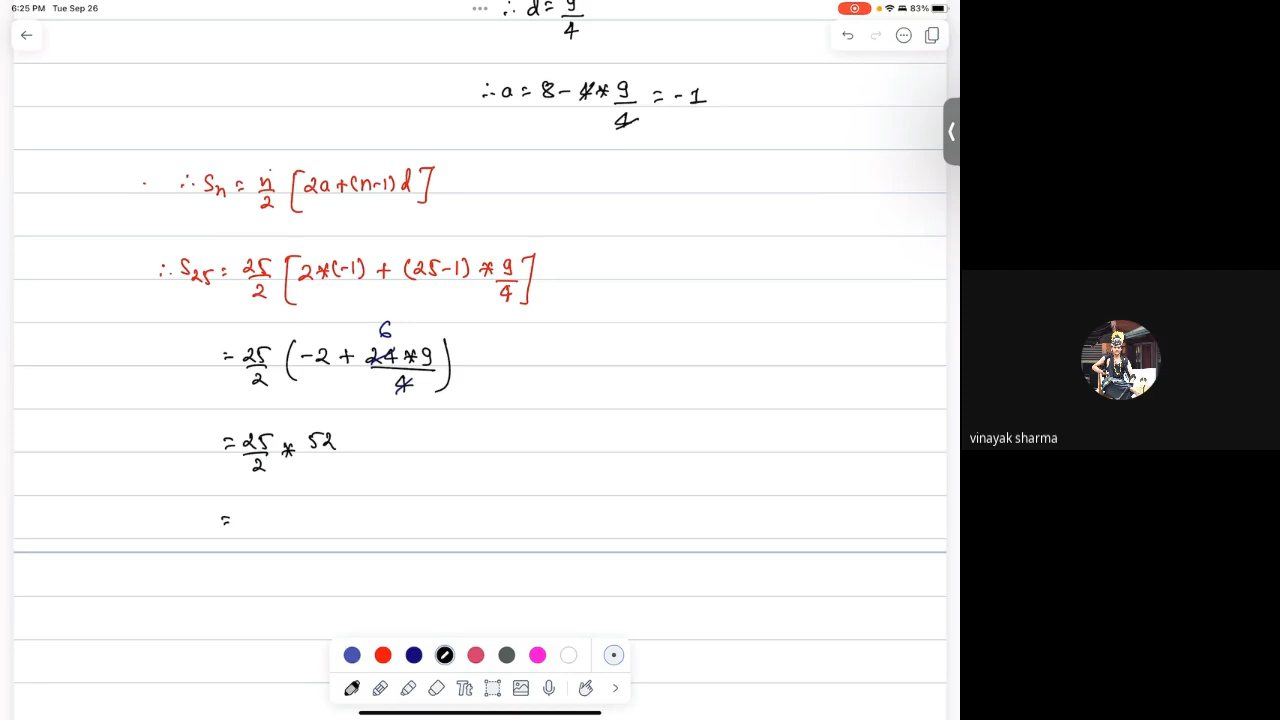 6:25 PM Tue Sep 26
83%
∴ d = 9/4
∴ a = 8 - 4 * 9/4 = -1
∴ Sn = n/2 [2a + (n-1) d]
∴ S25 = 25/2 [2*(-1) + (25-1) * 9/4]
6
= 25/2 (-2 + 24*9/4)
= 25/2 * 52
=
Tt
vinayak sharma